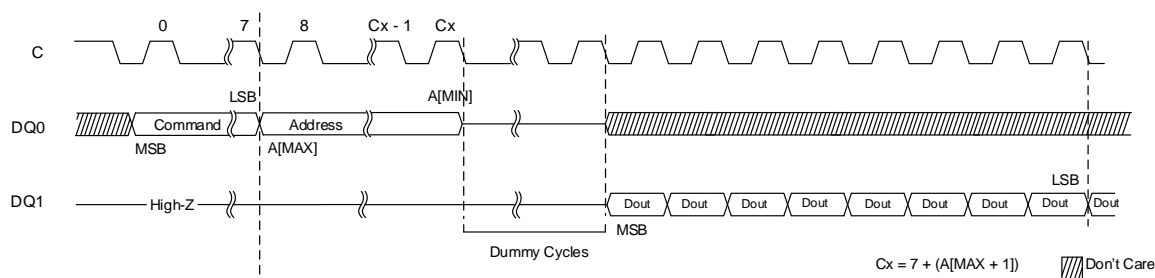 0 7 8 Cx - 1 Cx
C
LSB A[MIN]
DQ0 Command Address
MSB A[MAX]
LSB
DQ1 High-Z Dout Dout Dout Dout Dout Dout Dout Dout Dout
MSB
Dummy Cycles
Cx = 7 + (A[MAX + 1]) Don't Care